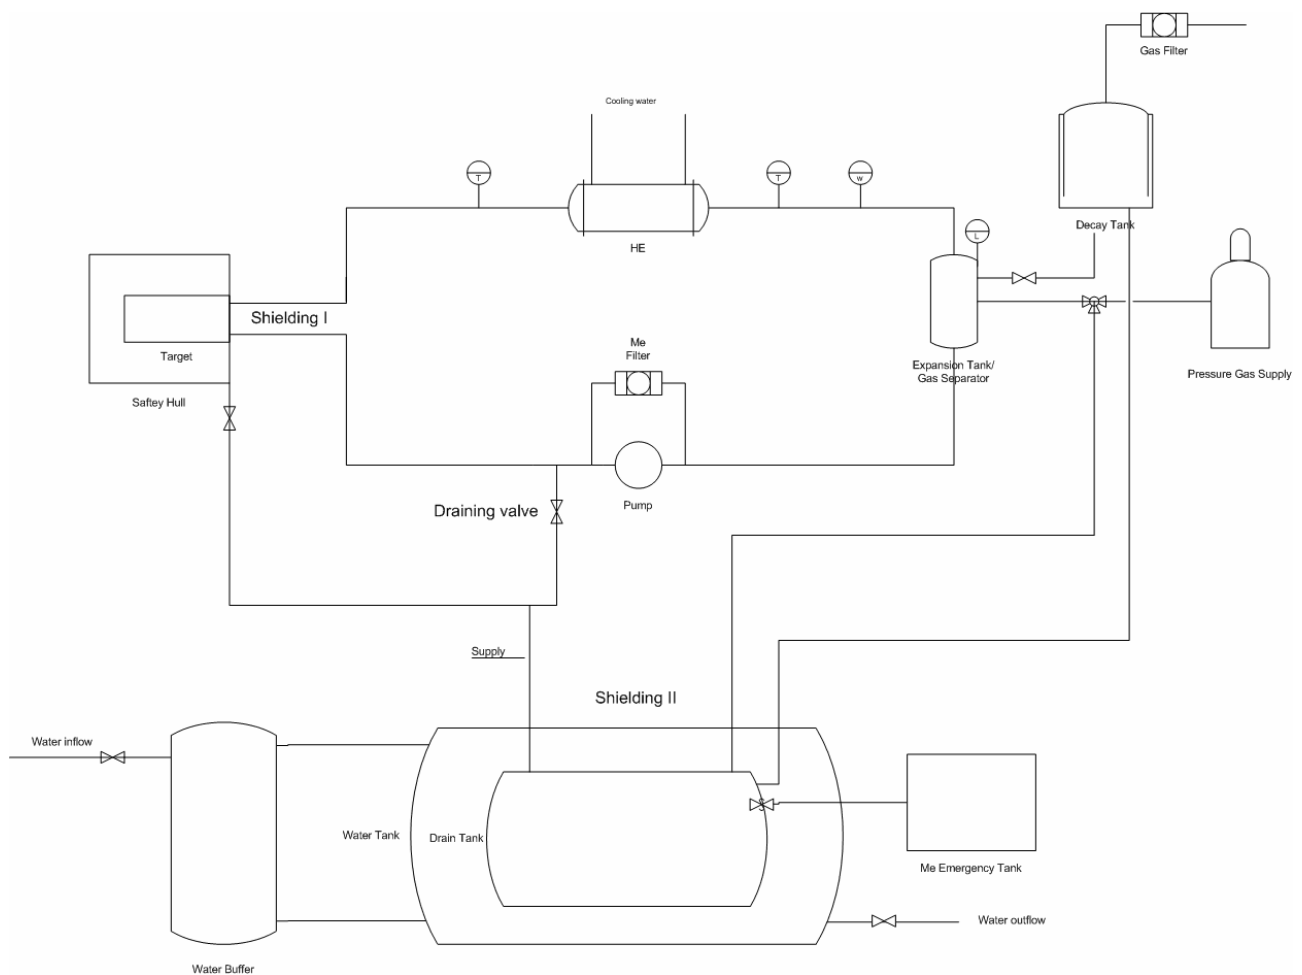 Gas Filter
Cooling water
T
T
w
L
HE
Decay Tank
Shielding I
Target
Saftey Hull
Me
Filter
Expansion Tank/
Gas Separator
Pressure Gas Supply
Pump
Draining valve
Supply
Shielding II
Water inflow
S
Water Tank
Drain Tank
Me Emergency Tank
Water outflow
Water Buffer